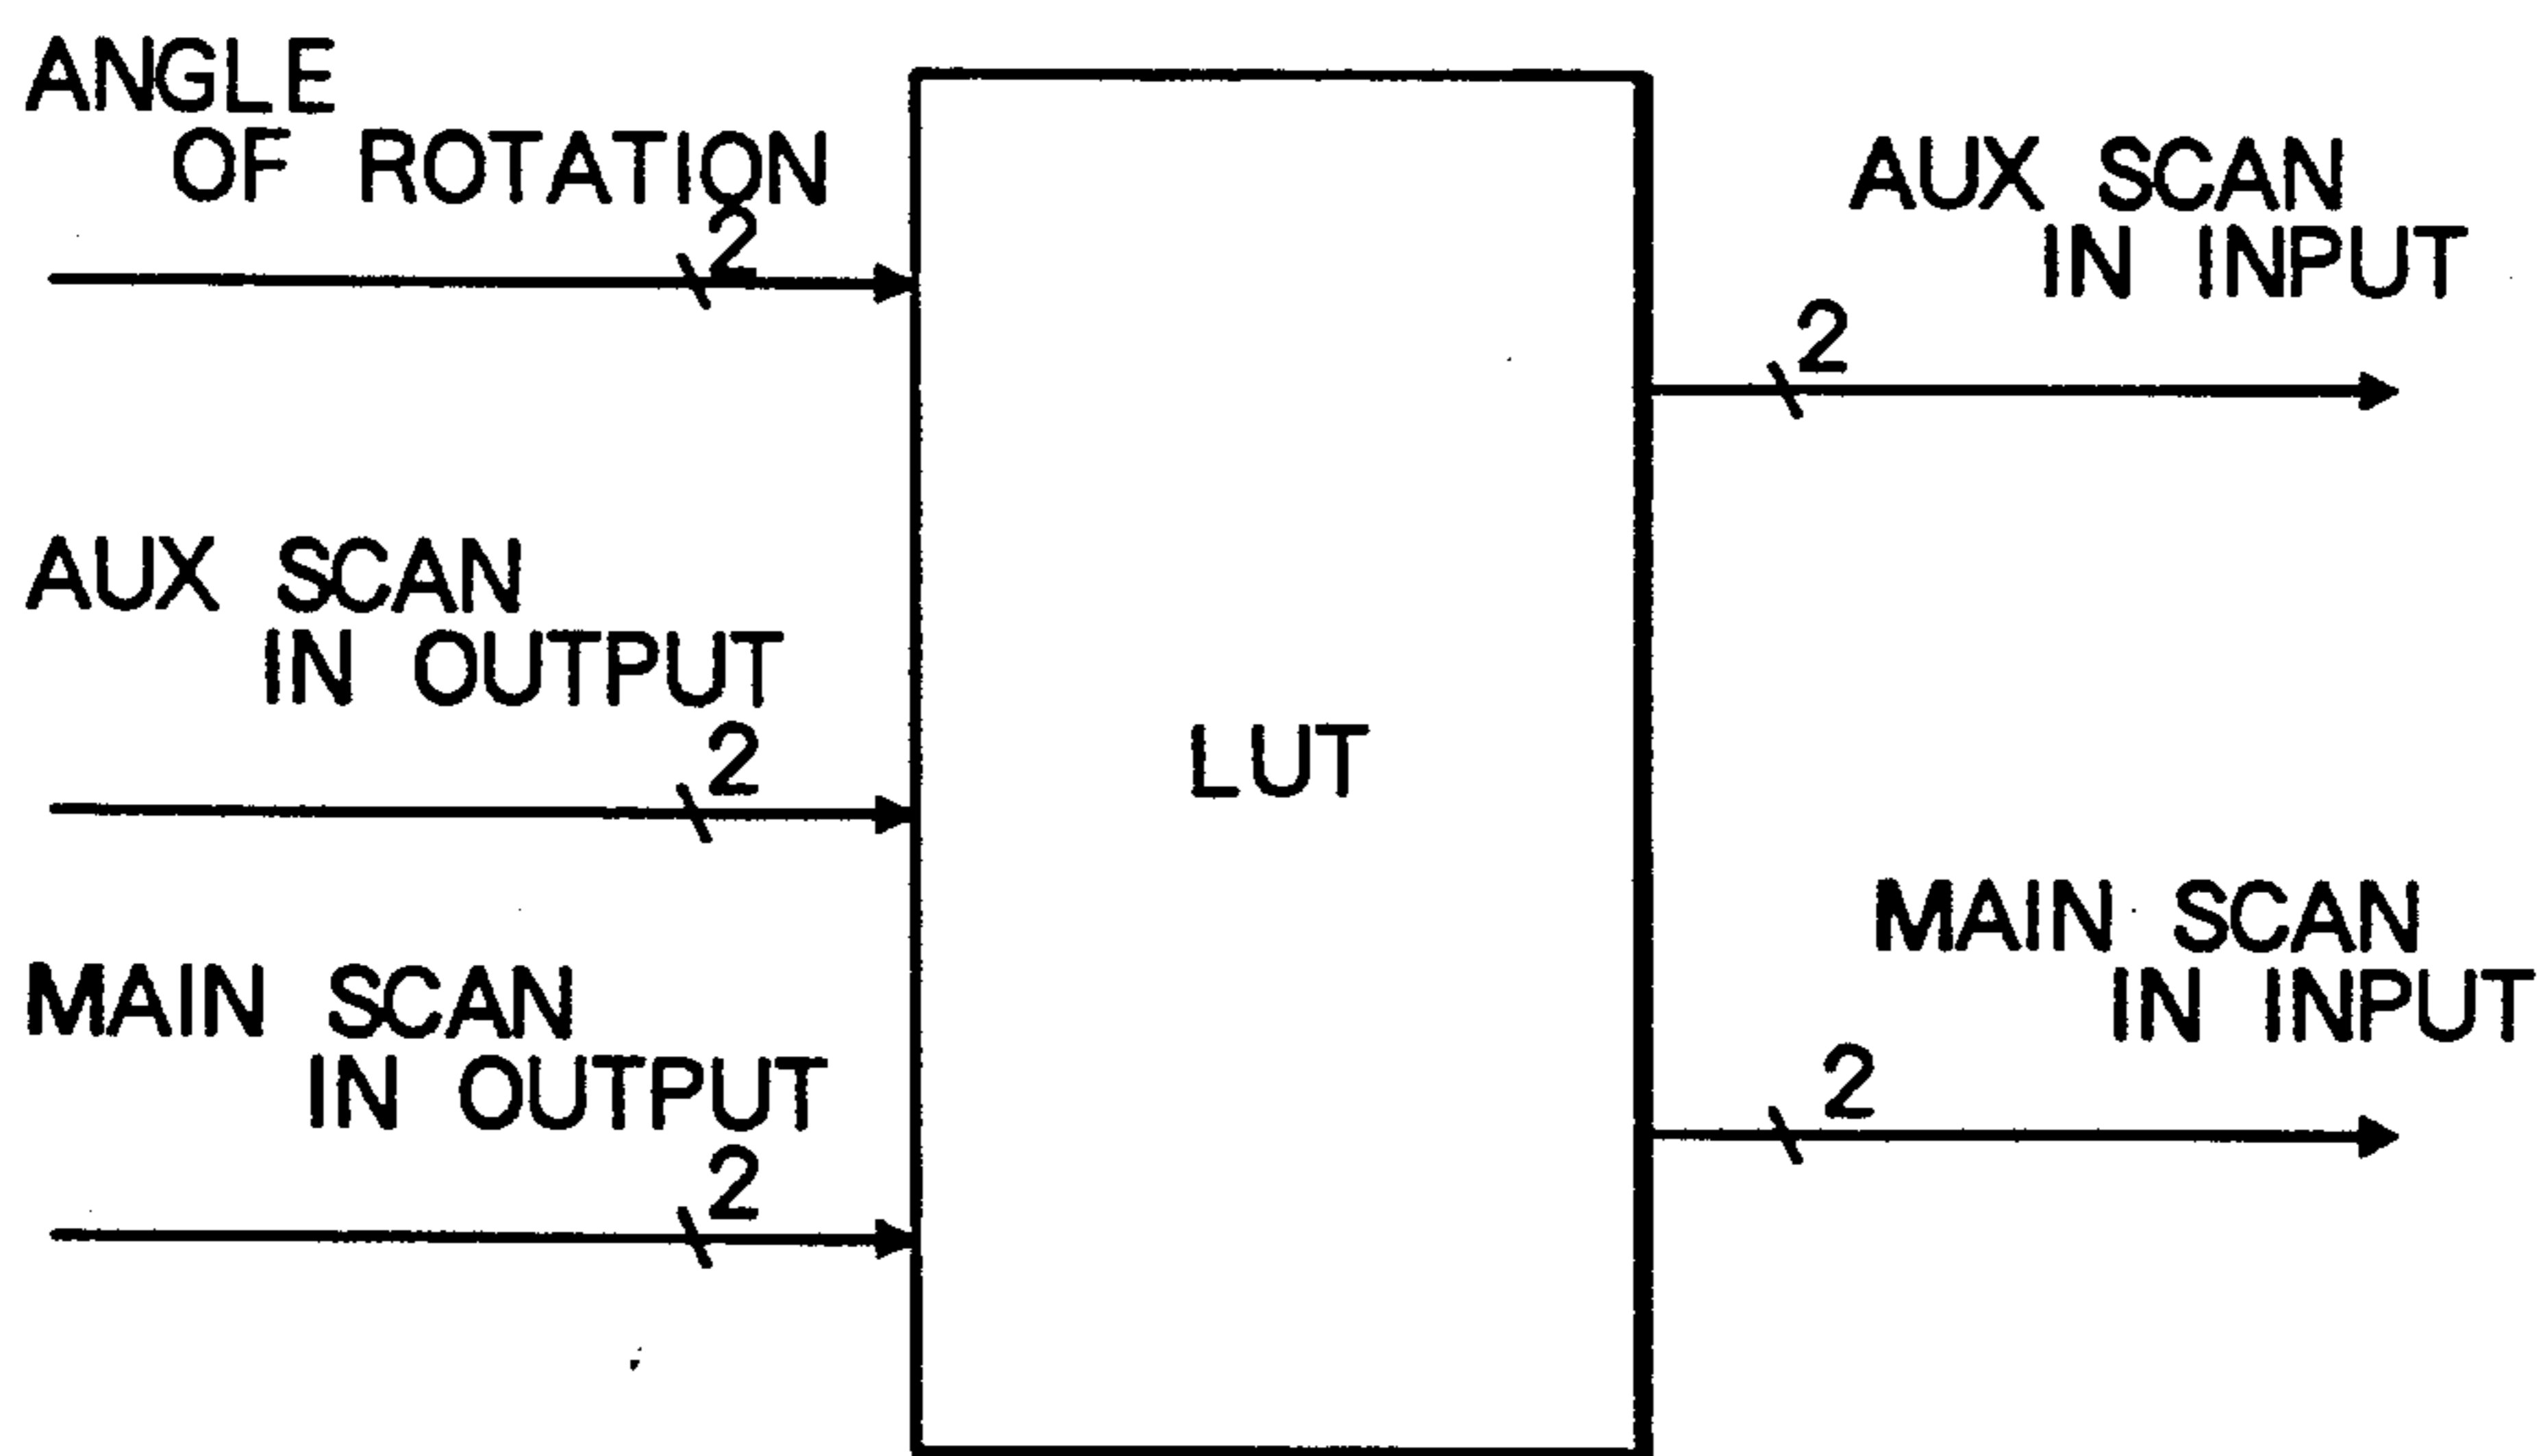 ANGLE
OF ROTATION
2
AUX SCAN
IN OUTPUT
2
MAIN SCAN
IN OUTPUT
2
LUT
AUX SCAN
IN INPUT
2
MAIN SCAN
IN INPUT
2